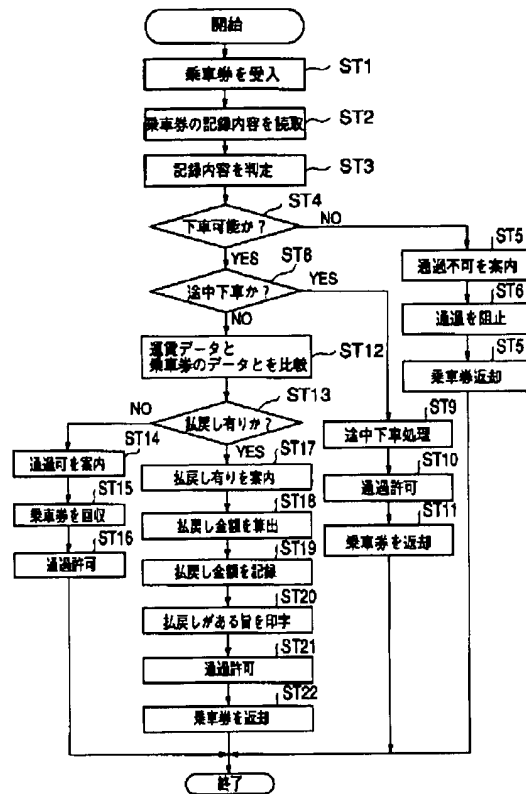 開始
乗車券を受入
ST1
乗車券の記録内容を読取
ST2
記録内容を判定
ST3
下車可能か?
ST4
NO
YES
通過不可を案内
ST5
通過を阻止
ST6
乗車券返却
ST5
途中下車か?
ST8
YES
NO
運賃データと
乗車券のデータとを比較
ST12
払戻し有りか?
ST13
NO
YES
途中下車処理
ST9
通過許可
ST10
乗車券を返却
ST11
通過可を案内
ST14
乗車券を回収
ST15
通過許可
ST16
払戻し有りを案内
ST17
払戻し金額を算出
ST18
払戻し金額を記録
ST19
払戻しがある旨を印字
ST20
通過許可
ST21
乗車券を返却
ST22
終了